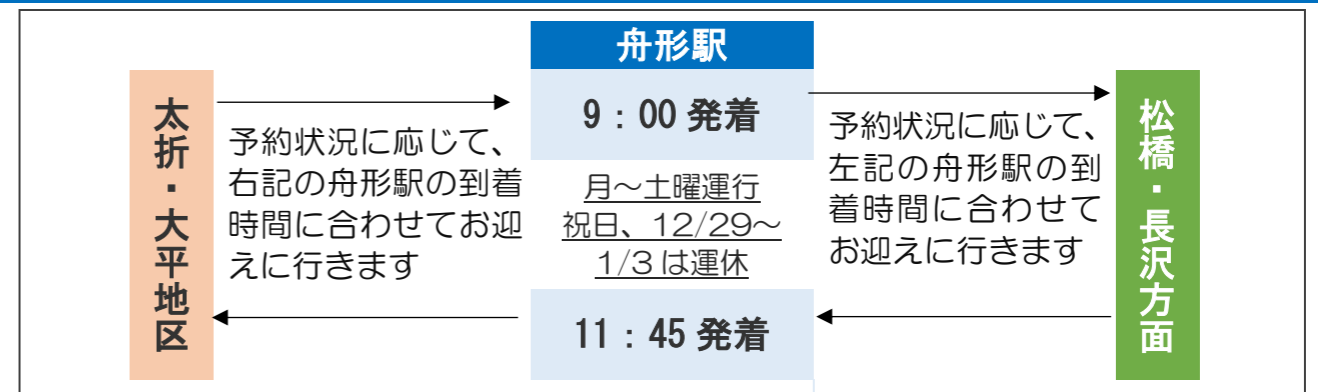 舟形駅
太折・大平地区
予約状況に応じて、
右記の舟形駅の到着
時間に合わせてお迎
えに行きます
9：00 発着
月～土曜運行
祝日、12/29～
1/3 は運休
11：45 発着
予約状況に応じて、
左記の舟形駅の到
着時間に合わせて
お迎えに行きます
松橋・長沢方面